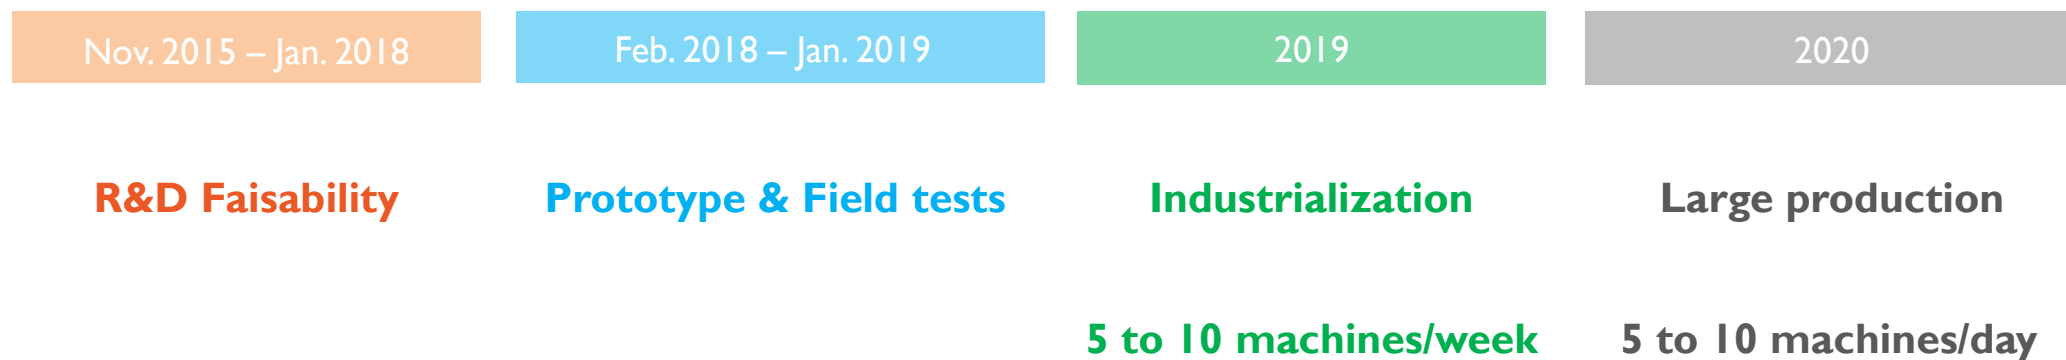 Nov. 2015 – Jan. 2018
Feb. 2018 – Jan. 2019
2019
2020
R&D Faisability
Prototype & Field tests
Industrialization
Large production
5 to 10 machines/week
5 to 10 machines/day